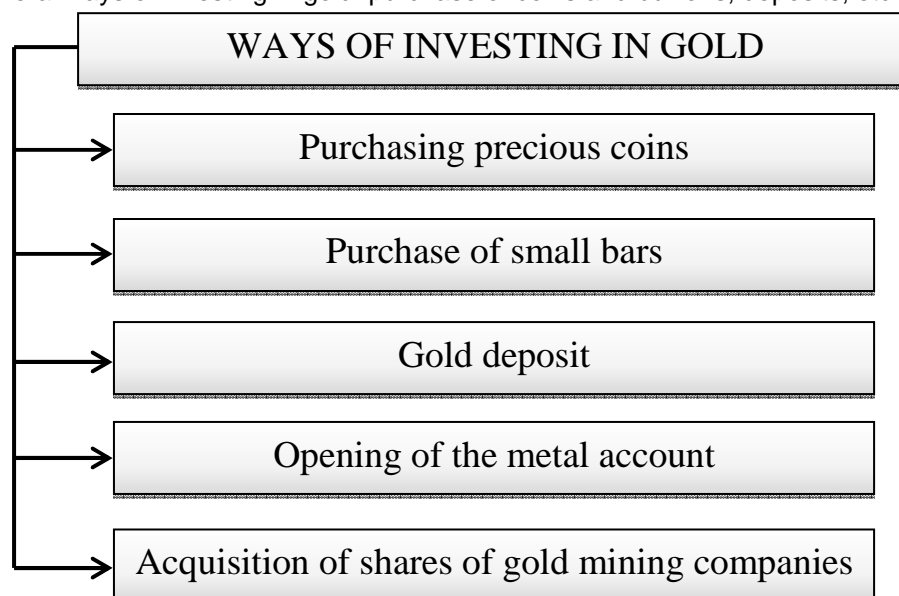 WAYS OF INVESTING IN GOLD
Purchasing precious coins
Purchase of small bars
Gold deposit
Opening of the metal account
Acquisition of shares of gold mining companies